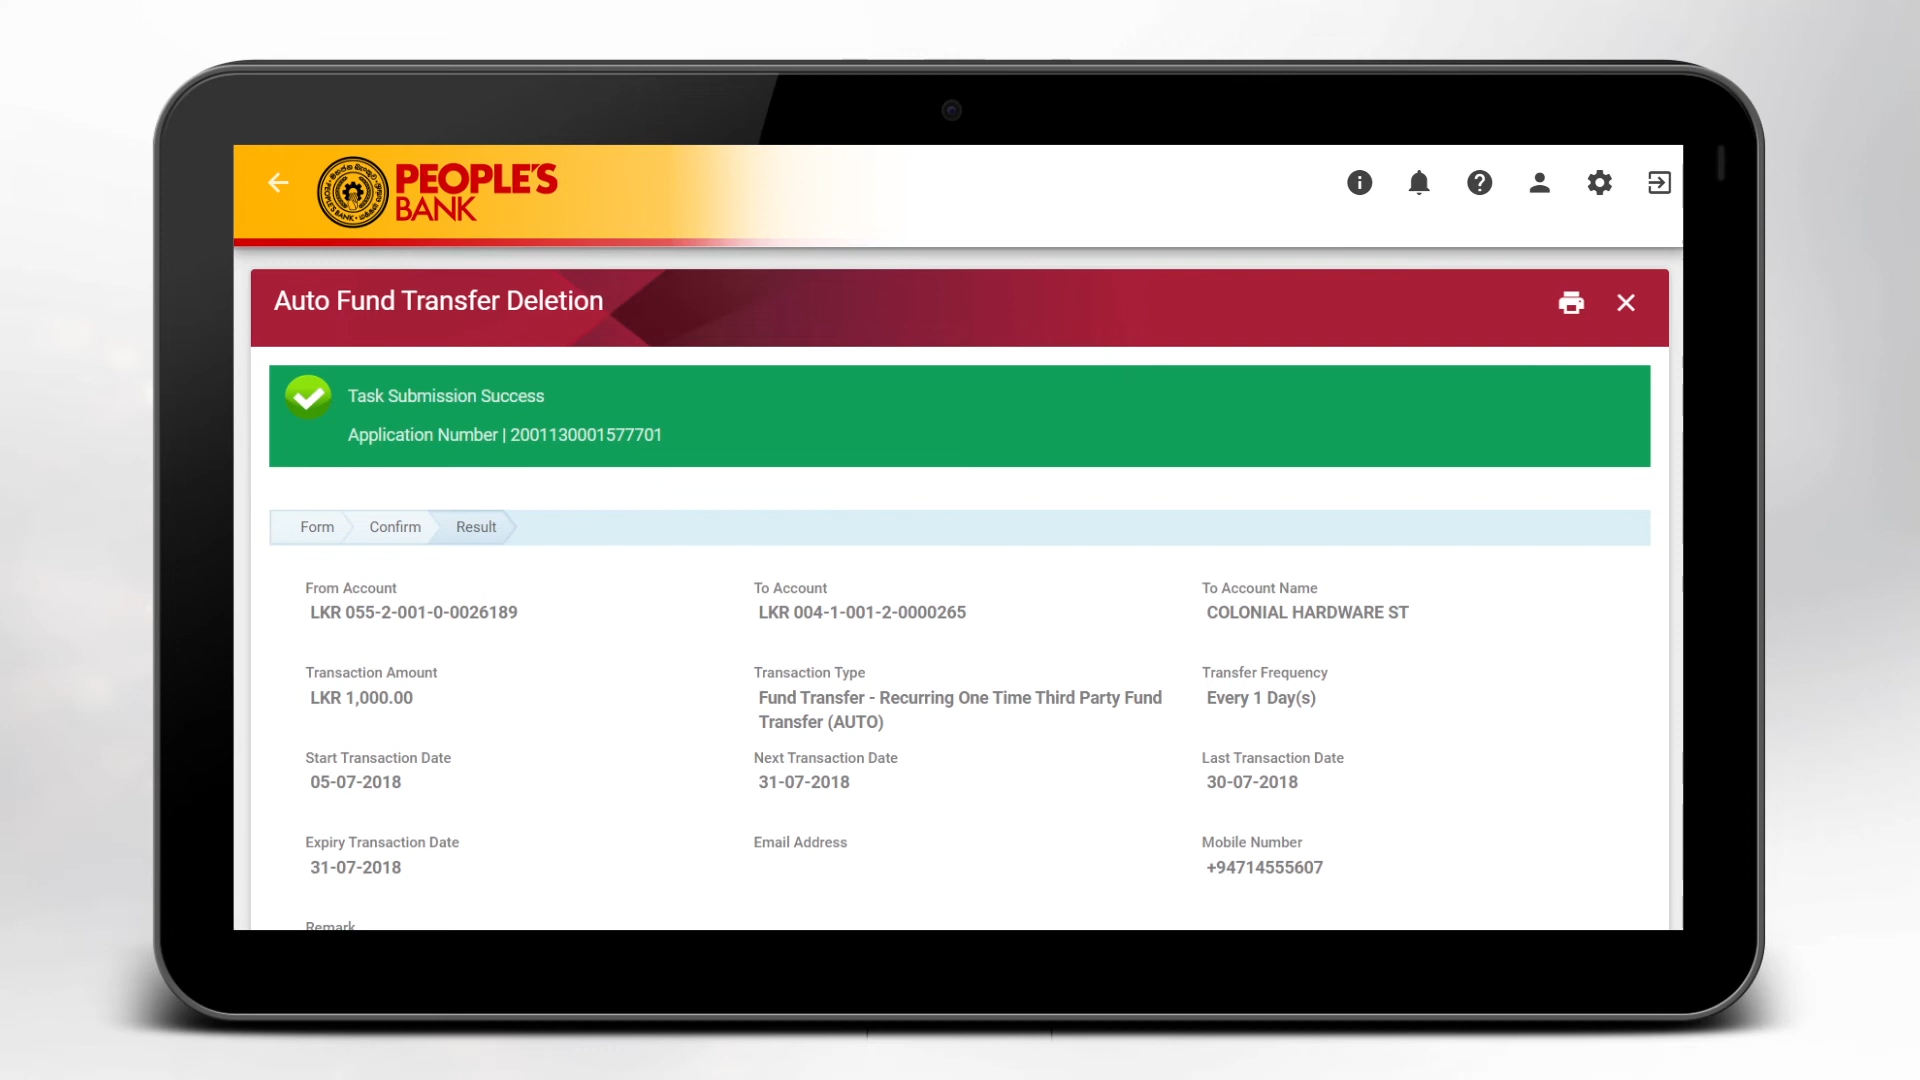 PEOPLE'S
BANK
Auto Fund Transfer Deletion
Task Submission Success
Application Number | 2001130001577701
Form
Confirm
Result
From Account
To Account
To Account Name
LKR 055-2-001-0-0026189
LKR 004-1-001-2-0000265
COLONIAL HARDWARE ST
Transaction Amount
Transaction Type
Transfer Frequency
LKR 1,000.00
Fund Transfer - Recurring One Time Third Party Fund
Transfer (AUTO)
Every 1 Day(s)
Start Transaction Date
Next Transaction Date
Last Transaction Date
05-07-2018
31-07-2018
30-07-2018
Expiry Transaction Date
Email Address
Mobile Number
31-07-2018
+94714555607
Remark